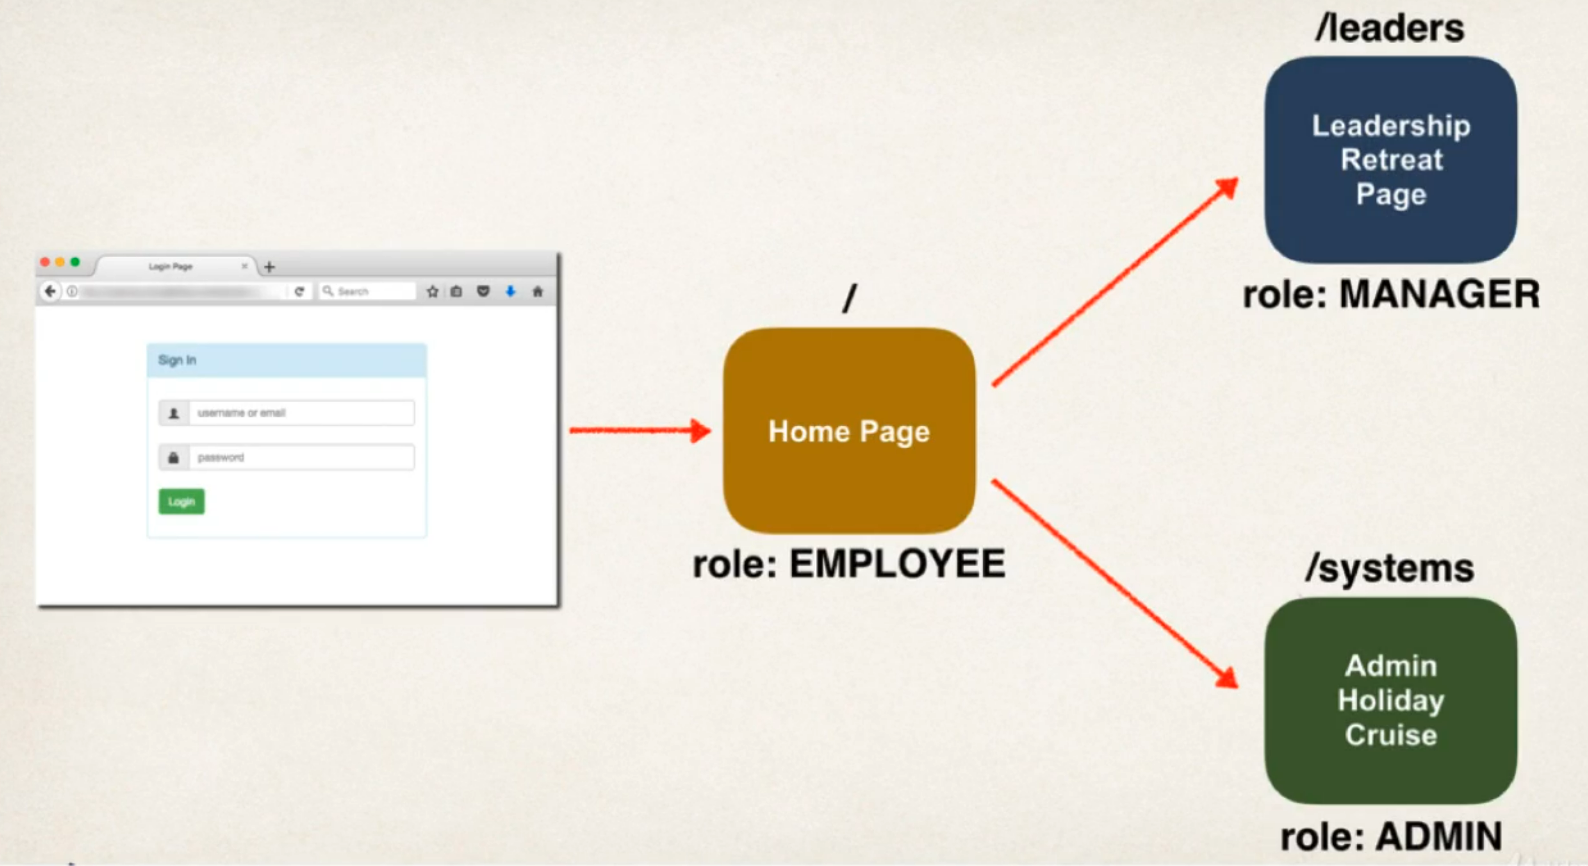 /leaders
Leadership
Retreat
Page
role: MANAGER
Login Page
Search
Sign In
username or email
password
Login
/
Home Page
role: EMPLOYEE
/systems
Admin
Holiday
Cruise
role: ADMIN